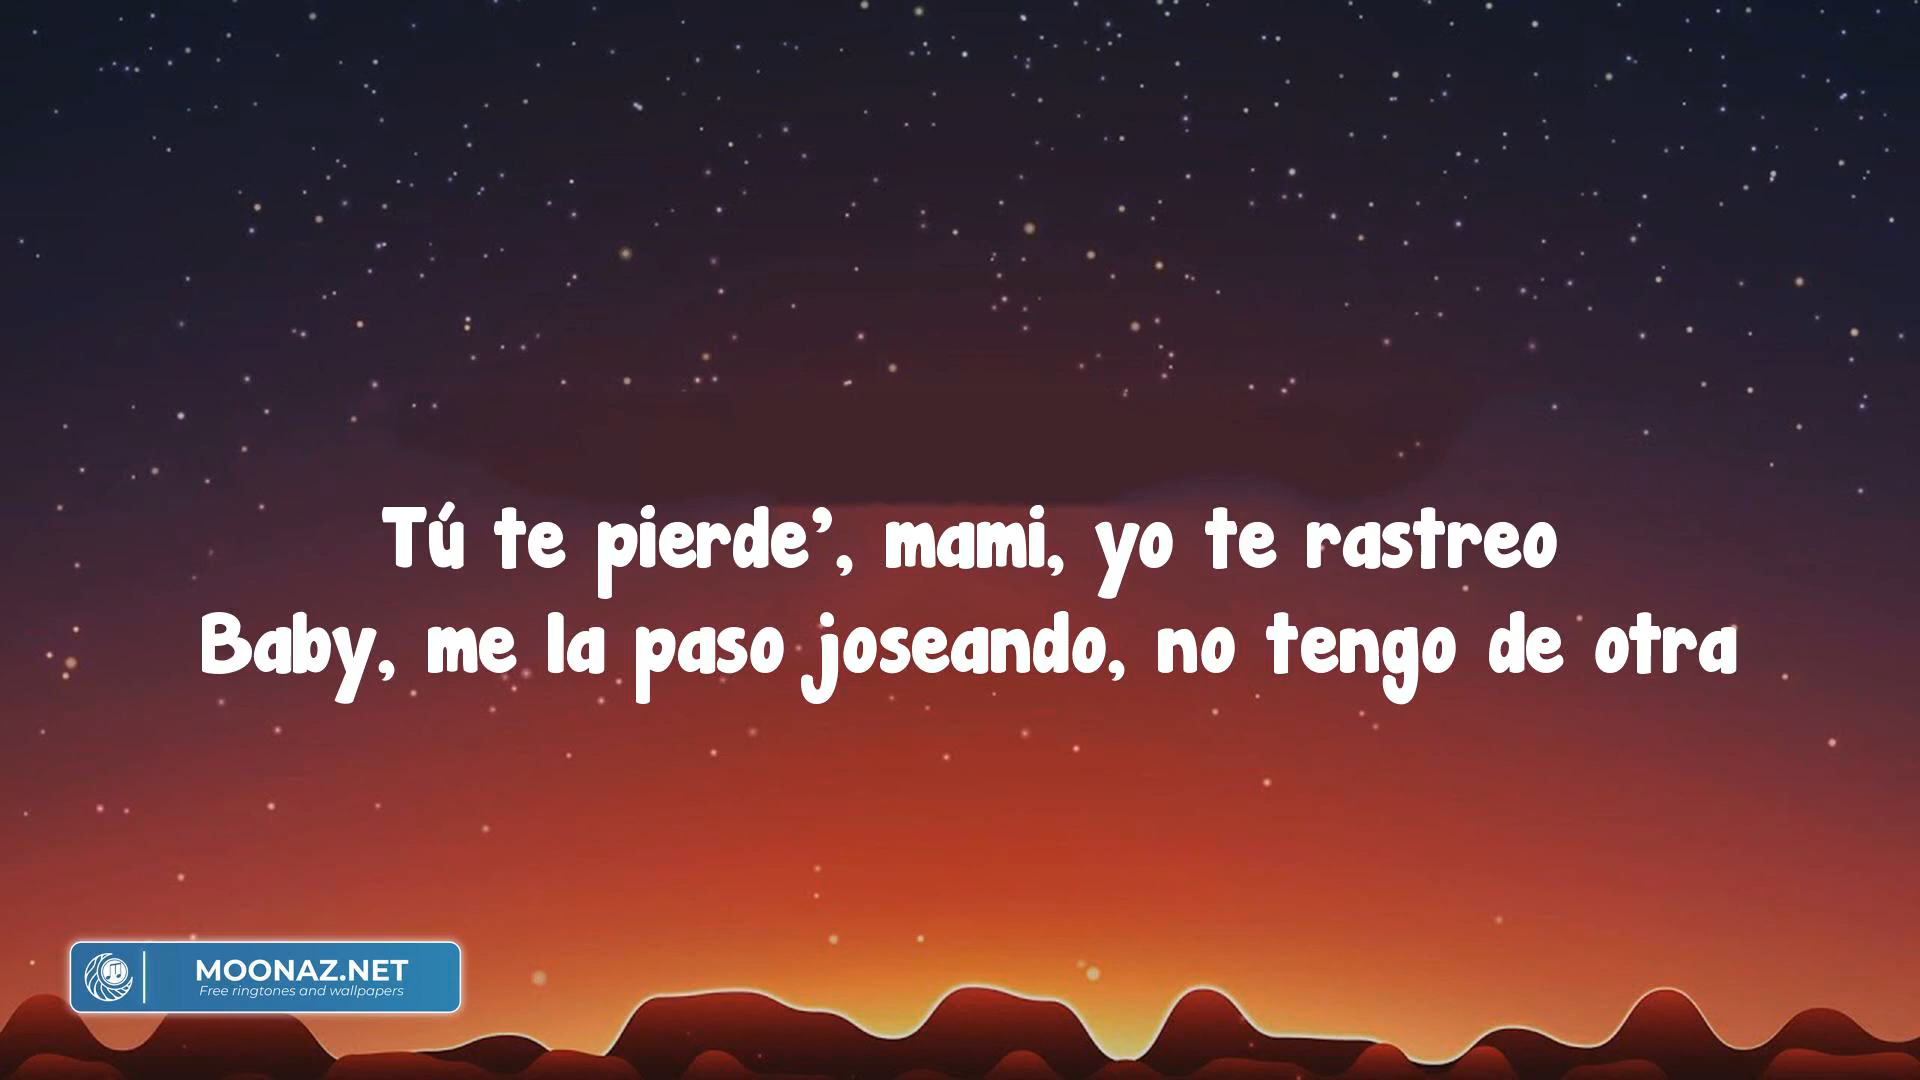 Tú te pierde’, mami, yo te rastreo
Baby, me la paso joseando, no tengo de otra
MOONAZ.NET
Free ringtones and wallpapers